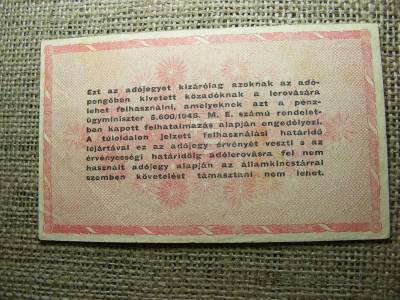 Ezt az adójegyet kizárólag azoknak az adó-
pengőben kivetett közadóknak a lerovására
lehet felhasználni, amelyeknek azt a pénz-
ügyminiszter 5.600/1945. M. E. számú rendelet-
ben kapott felhatalmazás alapján engedélyezi.
A túloldalon jelzett felhasználási határidő
lejártával ez az adójegy érvényét veszti s az
érvényességi határidőig adólerovásra fel nem
használt adójegy alapján az államkincstárral
szemben követelést támasztani nem lehet.